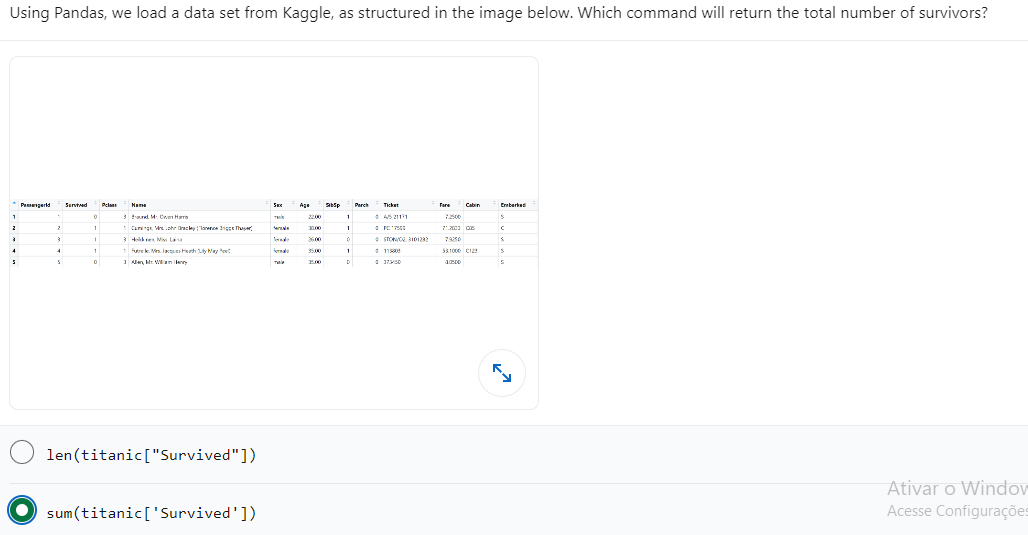 Using Pandas, we load a data set from Kaggle, as structured in the image below. Which command will return the total number of survivors?
PassengerId Survived Pclass Name Sex Age SibSp Parch Ticket Fare Cabin Embarked
1 1 0 3 Braund, Mr. Owen Harris male 22.00 1 0 A/5 21171 7.2500 S
2 2 1 1 Cumings, Mrs. John Bradley (Florence Briggs Thayer) female 38.00 1 0 PC 17599 71.2833 C85 C
3 3 1 3 Heikkinen, Miss. Laina female 26.00 0 0 STON/O2. 3101282 7.9250 S
4 4 1 1 Futrelle, Mrs. Jacques Heath (Lily May Peel) female 35.00 1 0 113803 53.1000 C123 S
5 5 0 3 Allen, Mr. William Henry male 35.00 0 0 373450 8.0500 S
len(titanic["Survived"])
sum(titanic['Survived'])
Ativar o Window
Acesse Configurações